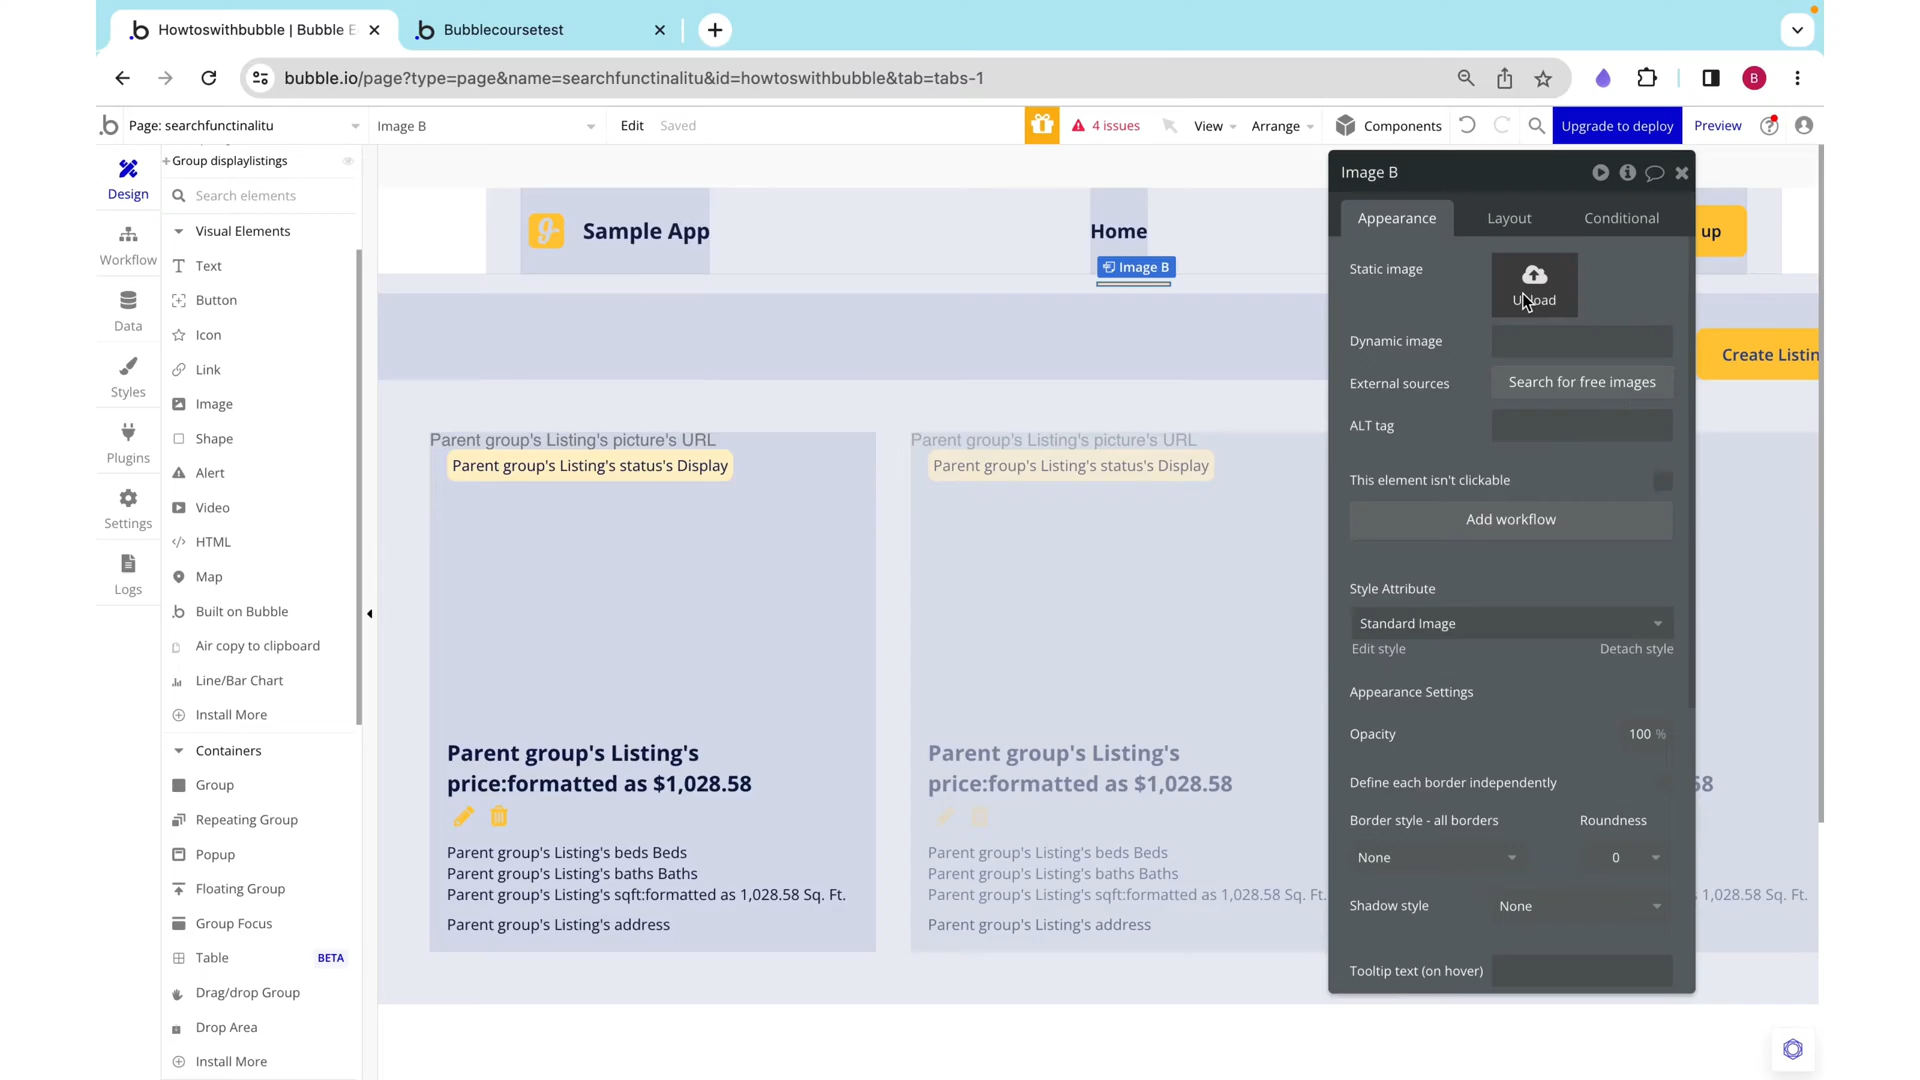 Howtoswithbubble | Bubble E
Bubblecoursetest
bubble.io/page?type=page&name=searchfunctinalitu&id=howtoswithbubble&tab=tabs-1
B
Page: searchfunctinalitu
Image B
Edit
Saved
4 issues
View
Arrange
Components
Upgrade to deploy
Preview
Design
Workflow
Data
Styles
Plugins
Settings
Logs
Group displaylistings
Search elements
Visual Elements
Text
Button
Icon
Link
Image
Shape
Alert
Video
HTML
Map
Built on Bubble
Air copy to clipboard
Line/Bar Chart
Install More
Containers
Group
Repeating Group
Popup
Floating Group
Group Focus
Table BETA
Drag/drop Group
Drop Area
Install More
Sample App
Home
up
Image B
Create Listin
Parent group's Listing's picture's URL
Parent group's Listing's status's Display
Parent group's Listing's
price:formatted as $1,028.58
Parent group's Listing's beds Beds
Parent group's Listing's baths Baths
Parent group's Listing's sqft:formatted as 1,028.58 Sq. Ft.
Parent group's Listing's address
Parent group's Listing's picture's URL
Parent group's Listing's status's Display
Parent group's Listing's
price:formatted as $1,028.58
Parent group's Listing's beds Beds
Parent group's Listing's baths Baths
Parent group's Listing's sqft:formatted as 1,028.58 Sq. Ft.
Parent group's Listing's address
58
1,028.58 Sq. Ft.
Image B
Appearance
Layout
Conditional
Static image
Upload
Dynamic image
External sources
Search for free images
ALT tag
This element isn't clickable
Add workflow
Style Attribute
Standard Image
Edit style
Detach style
Appearance Settings
Opacity
100 %
Define each border independently
Border style - all borders
Roundness
None
0
Shadow style
None
Tooltip text (on hover)